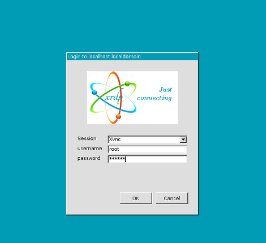 Login to localhost.localdomain
xrdp
Just
connecting
Session
Xvnc
username
root
password
******
OK
Cancel